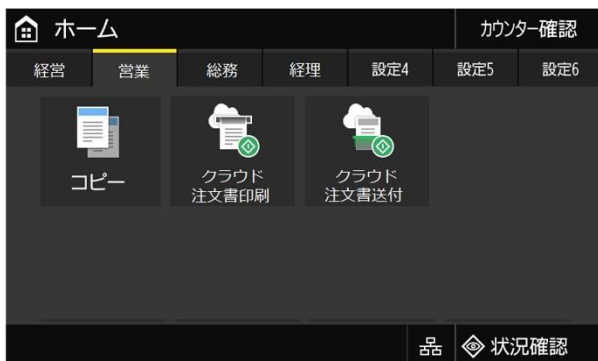 ホーム
カウンター確認
経営 営業 総務 経理 設定4 設定5 設定6
コピー
クラウド
注文書印刷
クラウド
注文書送付
状況確認